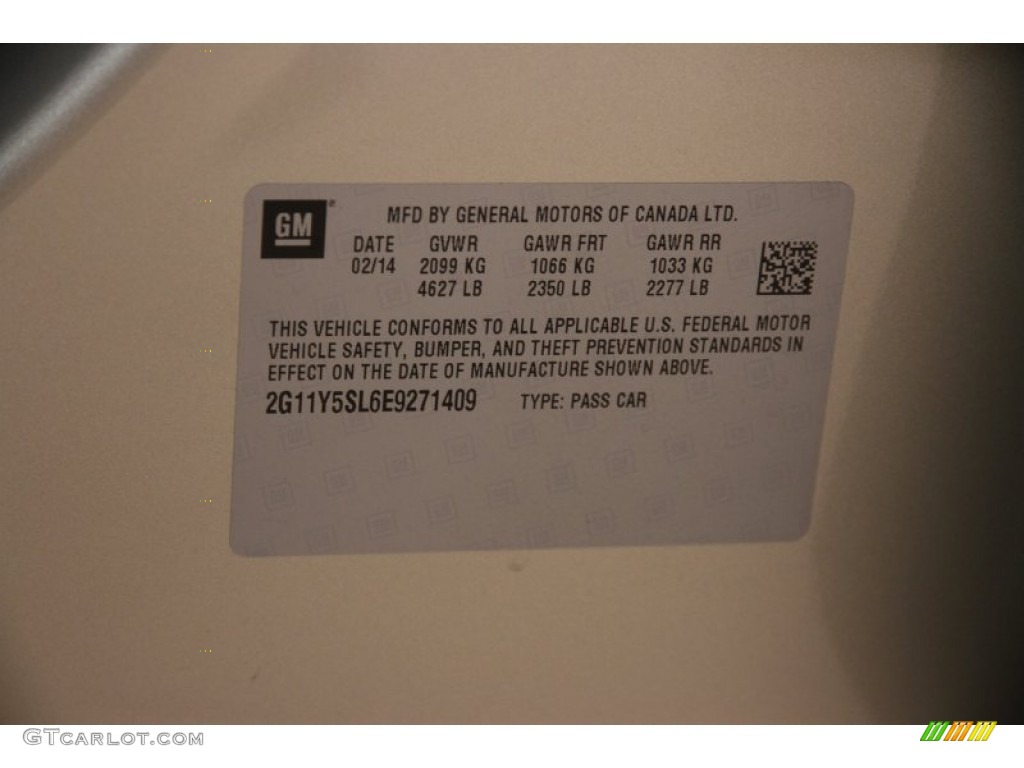 GM
MFD BY GENERAL MOTORS OF CANADA LTD.
DATE GVWR GAWR FRT GAWR RR
02/14 2099 KG 1066 KG 1033 KG
4627 LB 2350 LB 2277 LB
THIS VEHICLE CONFORMS TO ALL APPLICABLE U.S. FEDERAL MOTOR
VEHICLE SAFETY, BUMPER, AND THEFT PREVENTION STANDARDS IN
EFFECT ON THE DATE OF MANUFACTURE SHOWN ABOVE.
2G11Y5SL6E9271409 TYPE: PASS CAR
GTCARLOT.COM